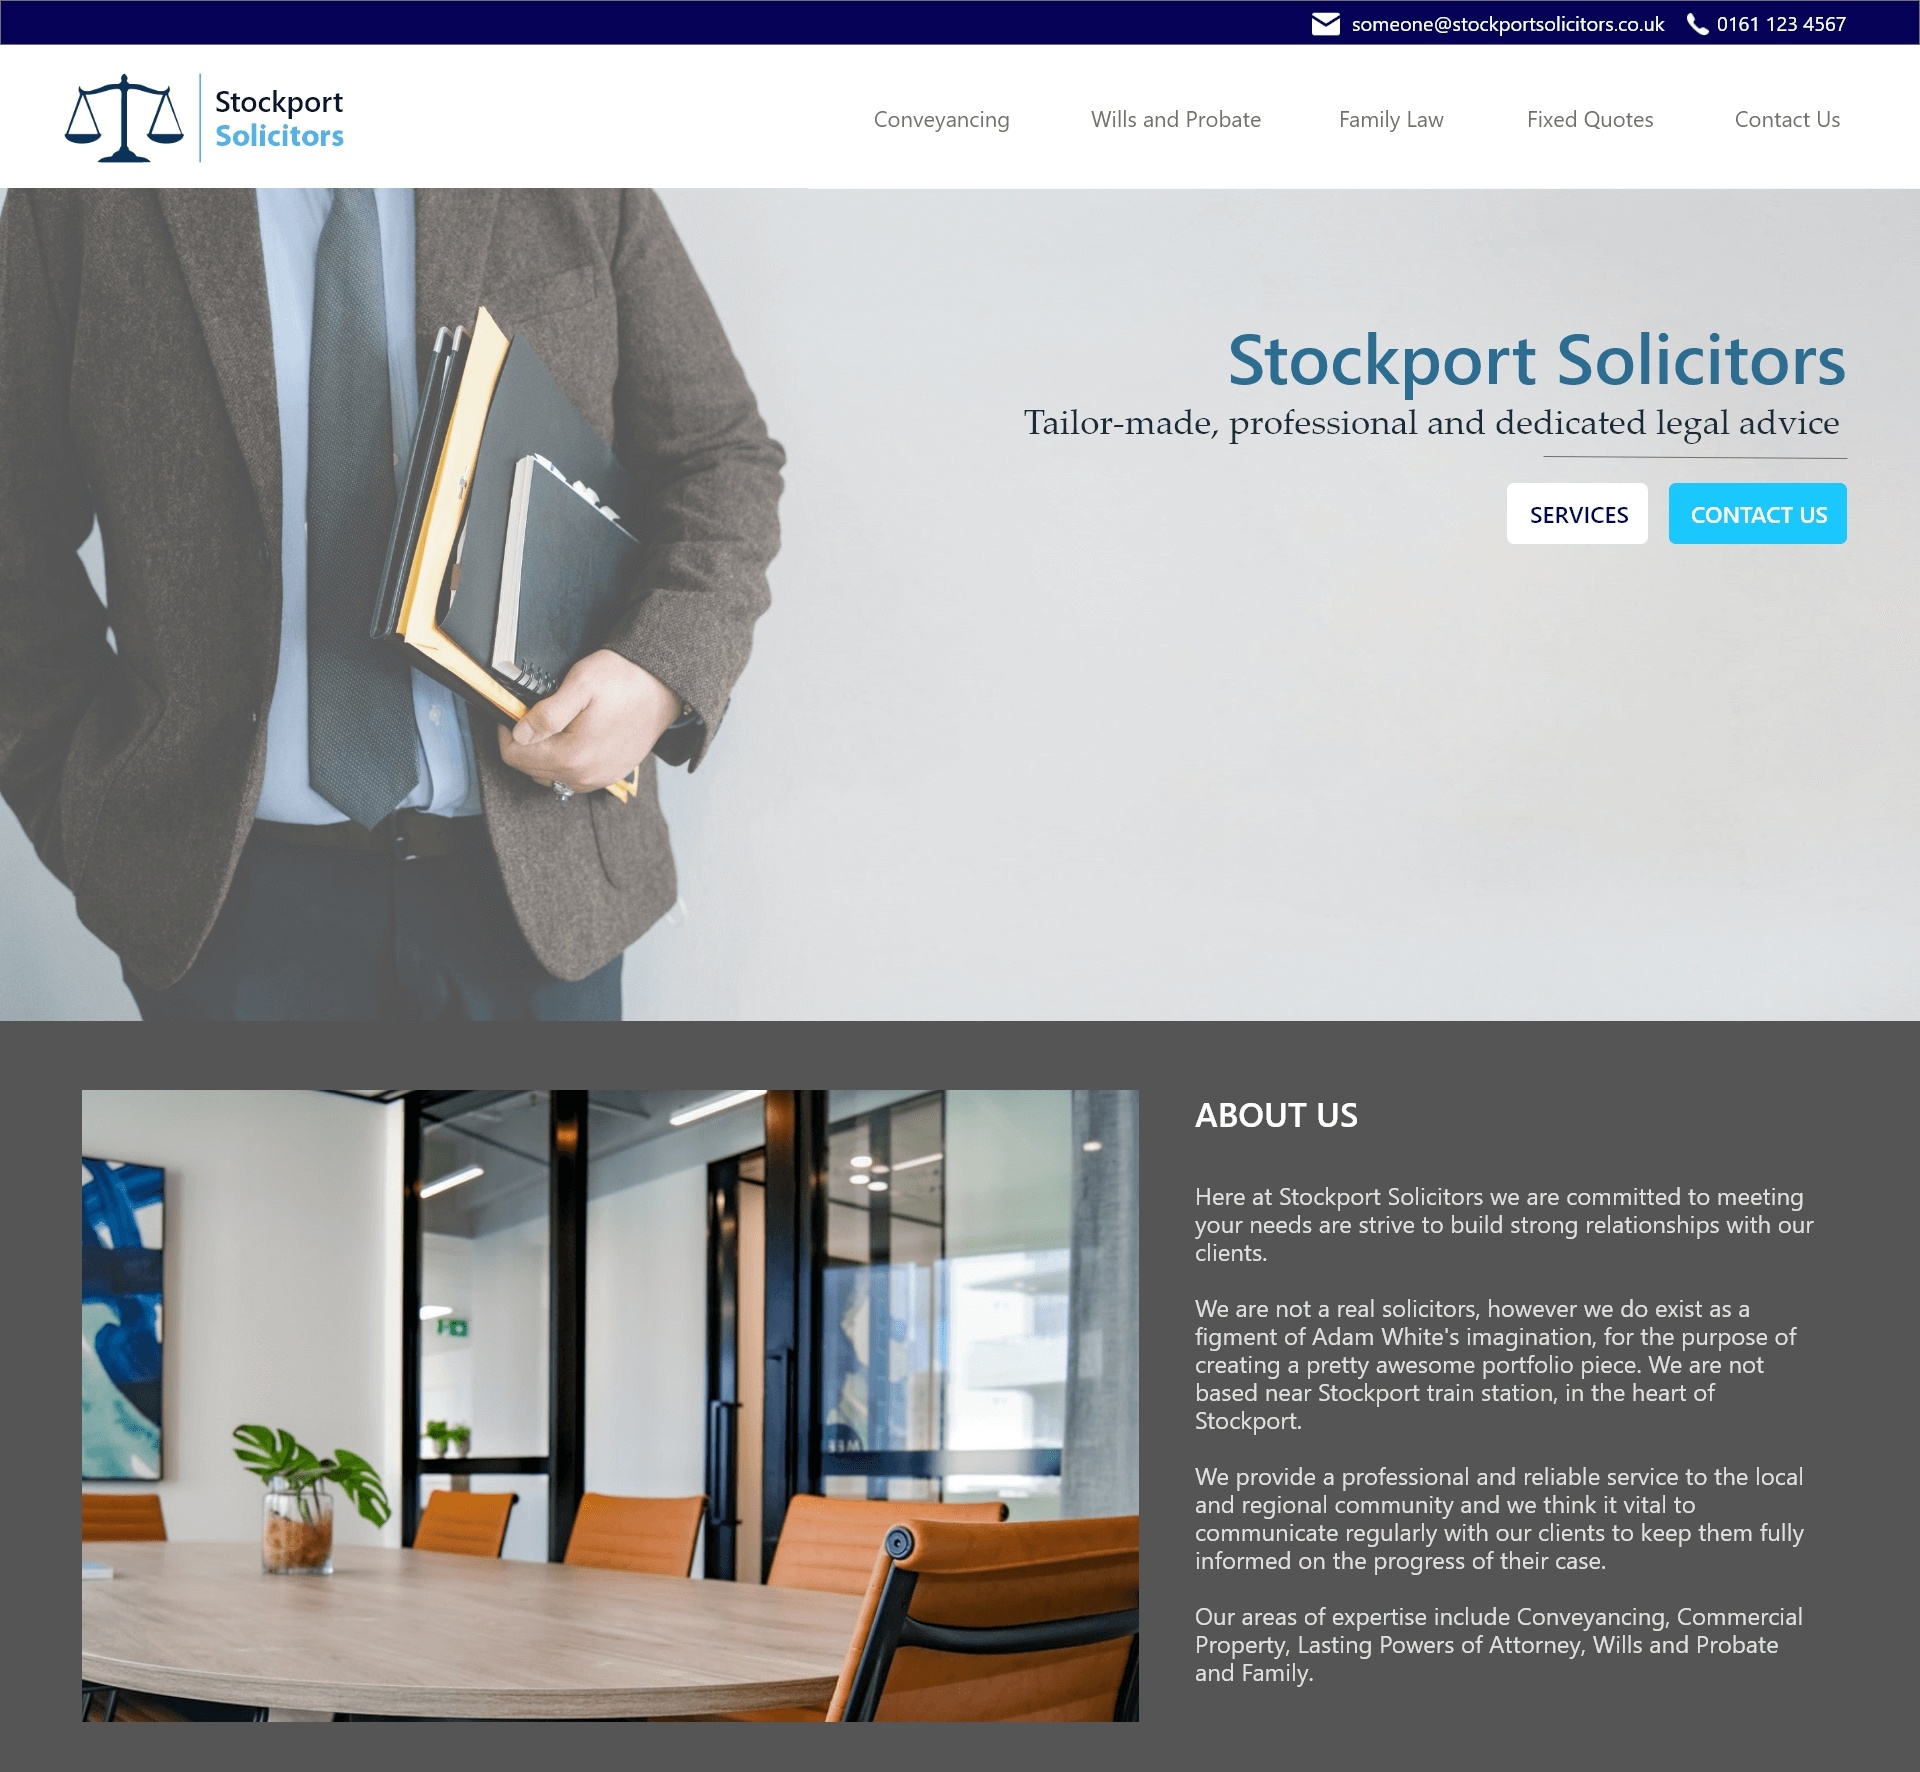 someone@stockportsolicitors.co.uk 0161 123 4567
Stockport
Solicitors
Conveyancing Wills and Probate Family Law Fixed Quotes Contact Us
Stockport Solicitors
Tailor-made, professional and dedicated legal advice
SERVICES CONTACT US
ABOUT US
Here at Stockport Solicitors we are committed to meeting
your needs are strive to build strong relationships with our
clients.
We are not a real solicitors, however we do exist as a
figment of Adam White's imagination, for the purpose of
creating a pretty awesome portfolio piece. We are not
based near Stockport train station, in the heart of
Stockport.
We provide a professional and reliable service to the local
and regional community and we think it vital to
communicate regularly with our clients to keep them fully
informed on the progress of their case.
Our areas of expertise include Conveyancing, Commercial
Property, Lasting Powers of Attorney, Wills and Probate
and Family.